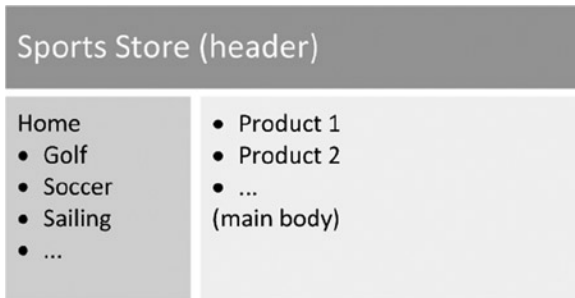 Sports Store (header)
Home
• Golf
• Soccer
• Sailing
• ...
• Product 1
• Product 2
• ...
(main body)